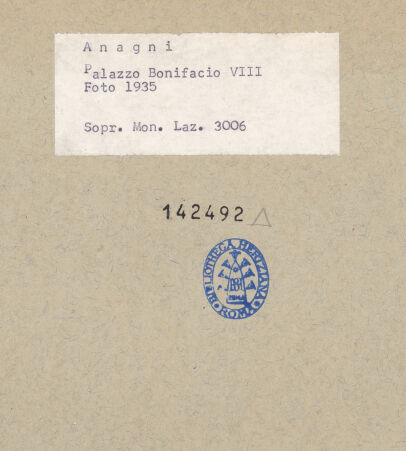 Anagni
Palazzo Bonifacio VIII
Foto 1935
Sopr. Mon. Laz. 3006
142492
BIBLIOTHECA HERTZIANA
ROMA